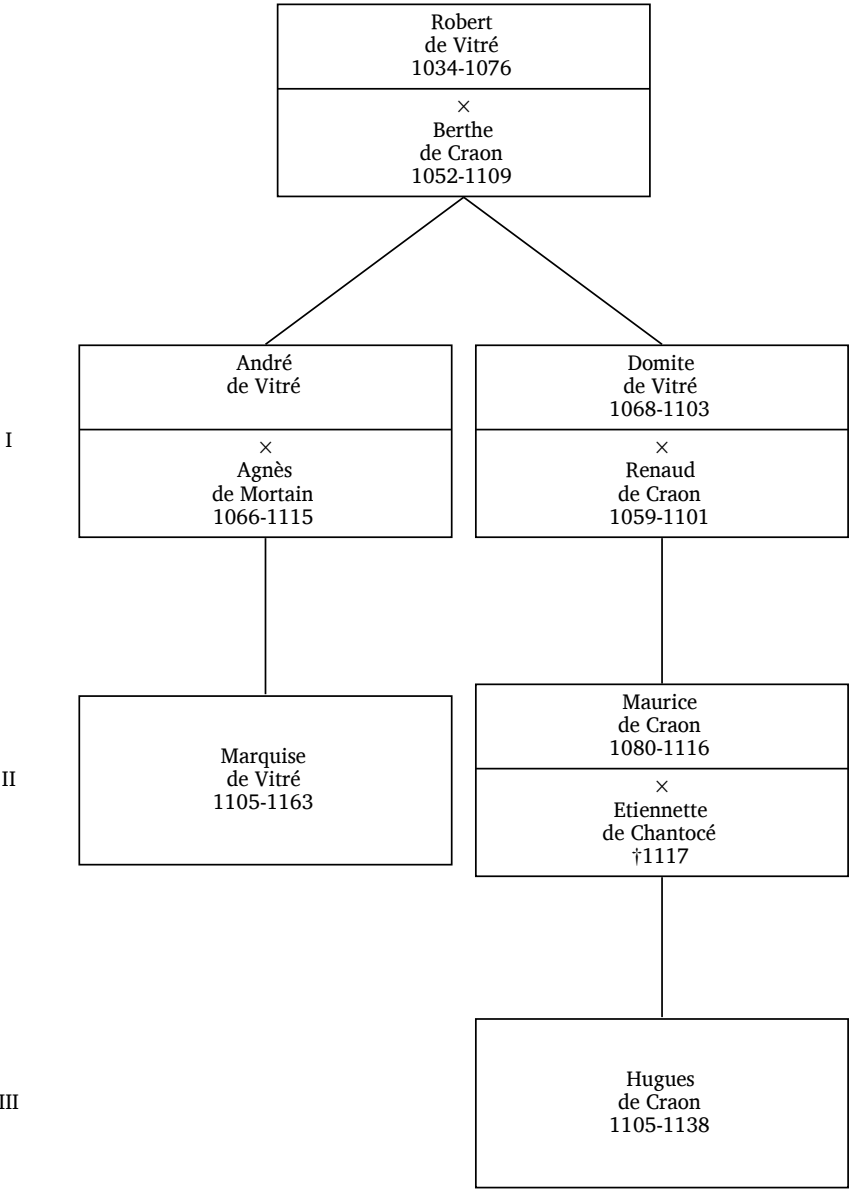 Robert
de Vitré
1034-1076
×
Berthe
de Craon
1052-1109
André
de Vitré
×
Agnès
de Mortain
1066-1115
Domite
de Vitré
1068-1103
×
Renaud
de Craon
1059-1101
I
Marquise
de Vitré
1105-1163
Maurice
de Craon
1080-1116
×
Etiennette
de Chantocé
†1117
II
Hugues
de Craon
1105-1138
III